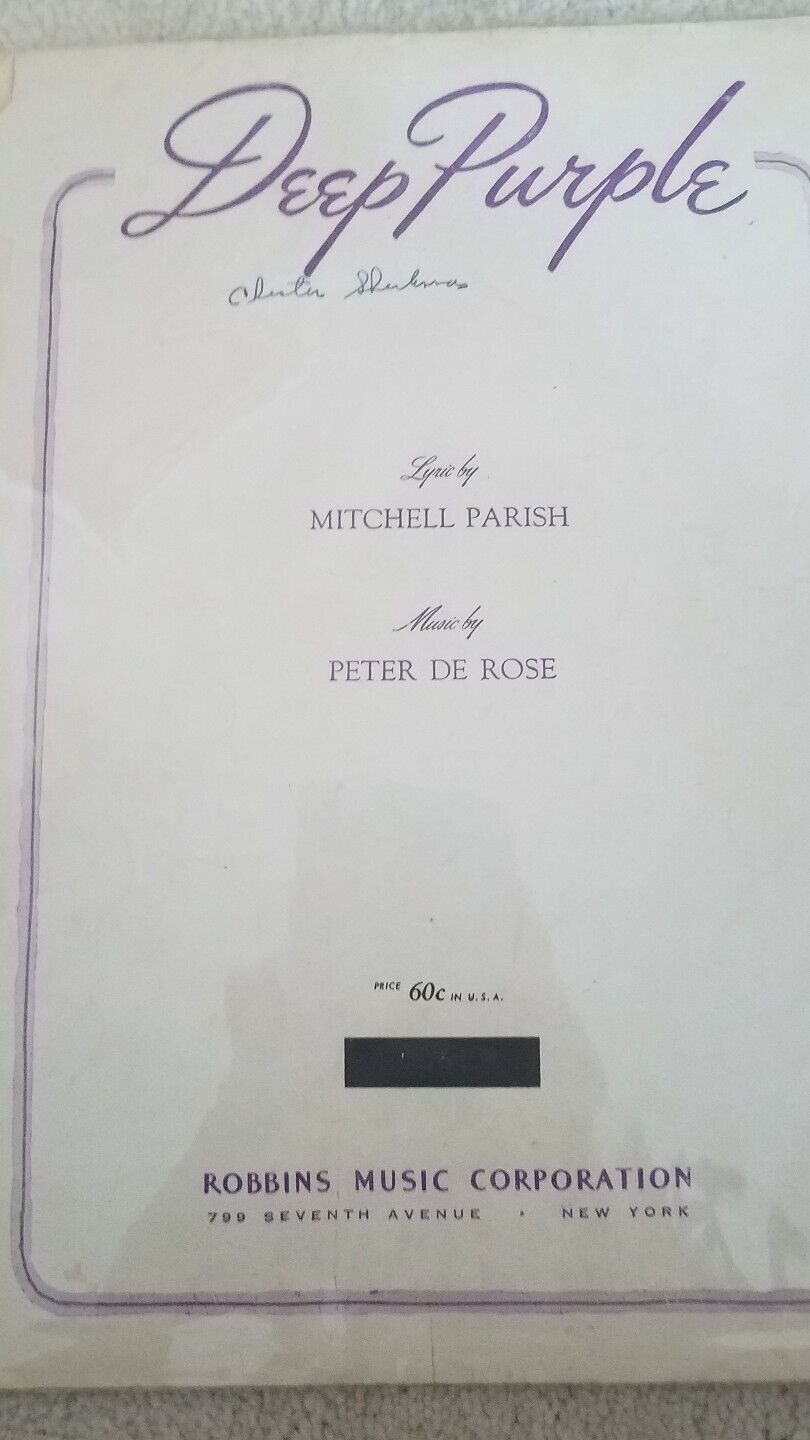 Deep Purple
Lyric by
MITCHELL PARISH
Music by
PETER DE ROSE
PRICE 60c IN U.S.A.
ROBBINS MUSIC CORPORATION
799 SEVENTH AVENUE • NEW YORK